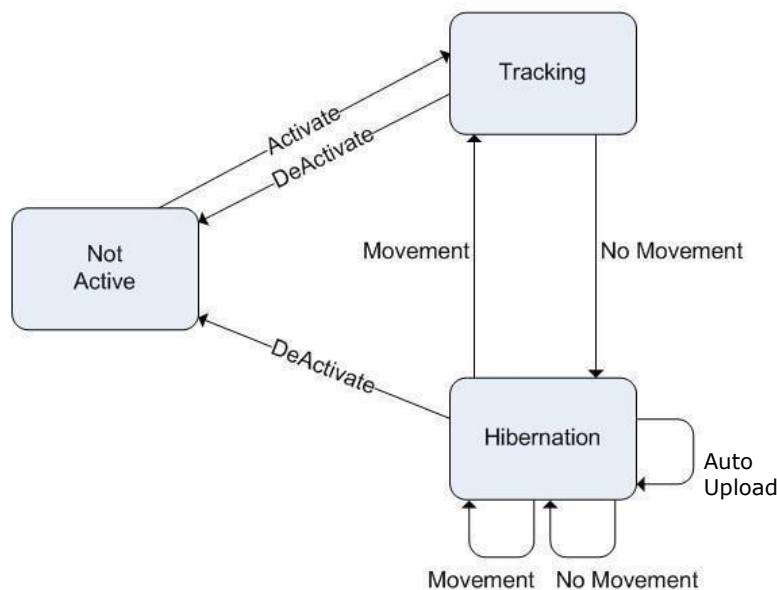 Tracking
Activate
DeActivate
Not
Active
Movement
No Movement
DeActivate
Hibernation
Auto
Upload
Movement
No Movement